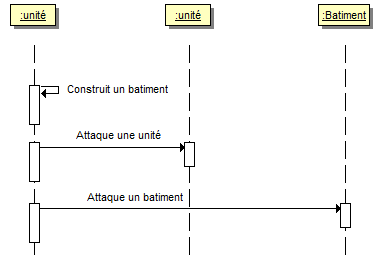 :unité
:unité
:Batiment
Construit un batiment
Attaque une unité
Attaque un batiment